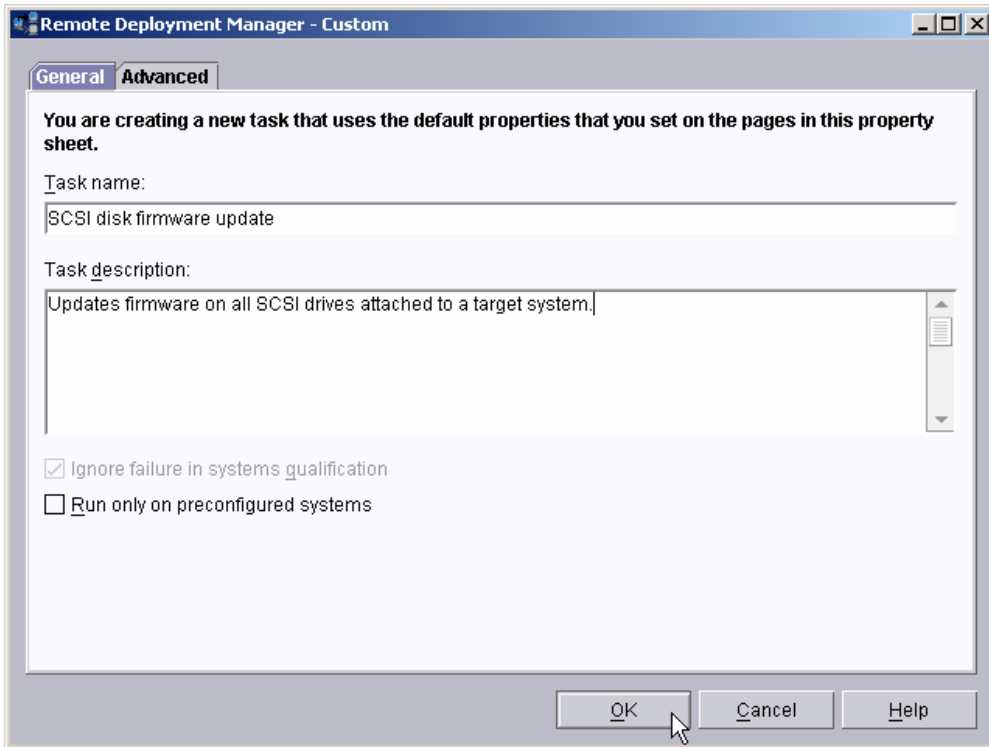 Remote Deployment Manager - Custom
General Advanced
You are creating a new task that uses the default properties that you set on the pages in this property
sheet.
Task name:
SCSI disk firmware update
Task description:
Updates firmware on all SCSI drives attached to a target system.
Ignore failure in systems qualification
Run only on preconfigured systems
OK Cancel Help